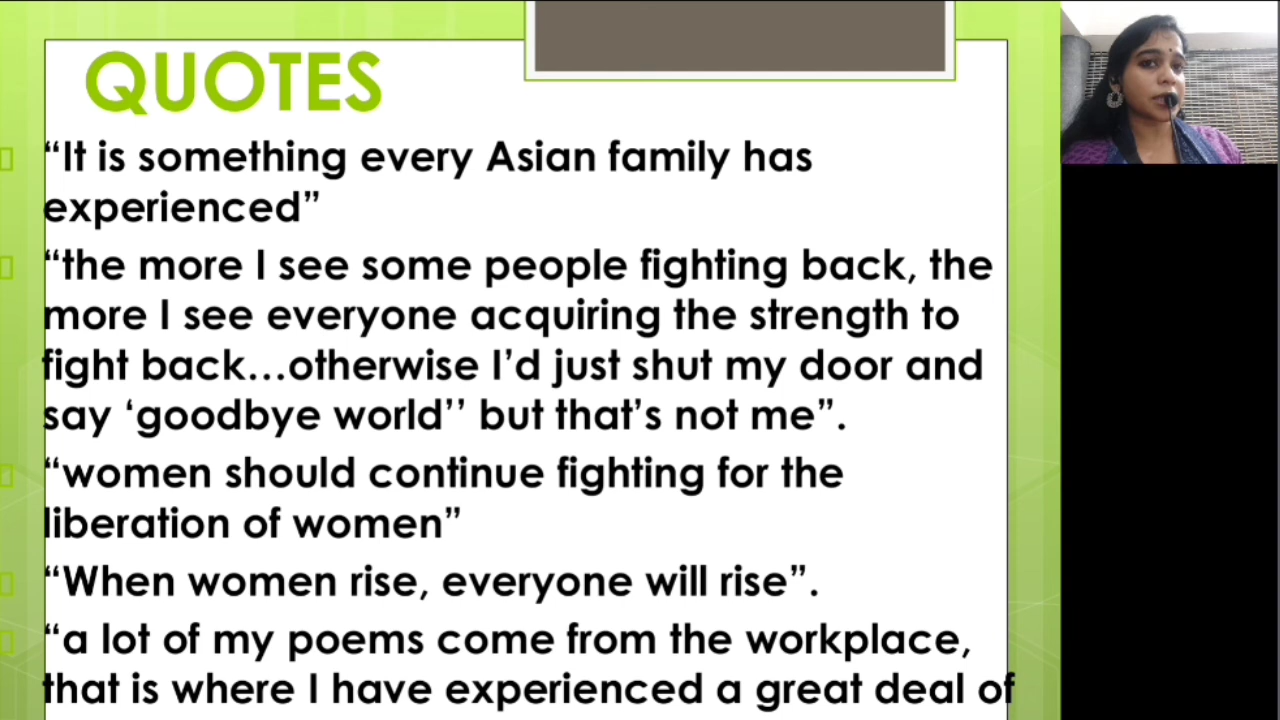 QUOTES
“It is something every Asian family has
experienced”
“the more I see some people fighting back, the
more I see everyone acquiring the strength to
fight back…otherwise I’d just shut my door and
say ‘goodbye world’’ but that’s not me”.
“women should continue fighting for the
liberation of women”
“When women rise, everyone will rise”.
“a lot of my poems come from the workplace,
that is where I have experienced a great deal of